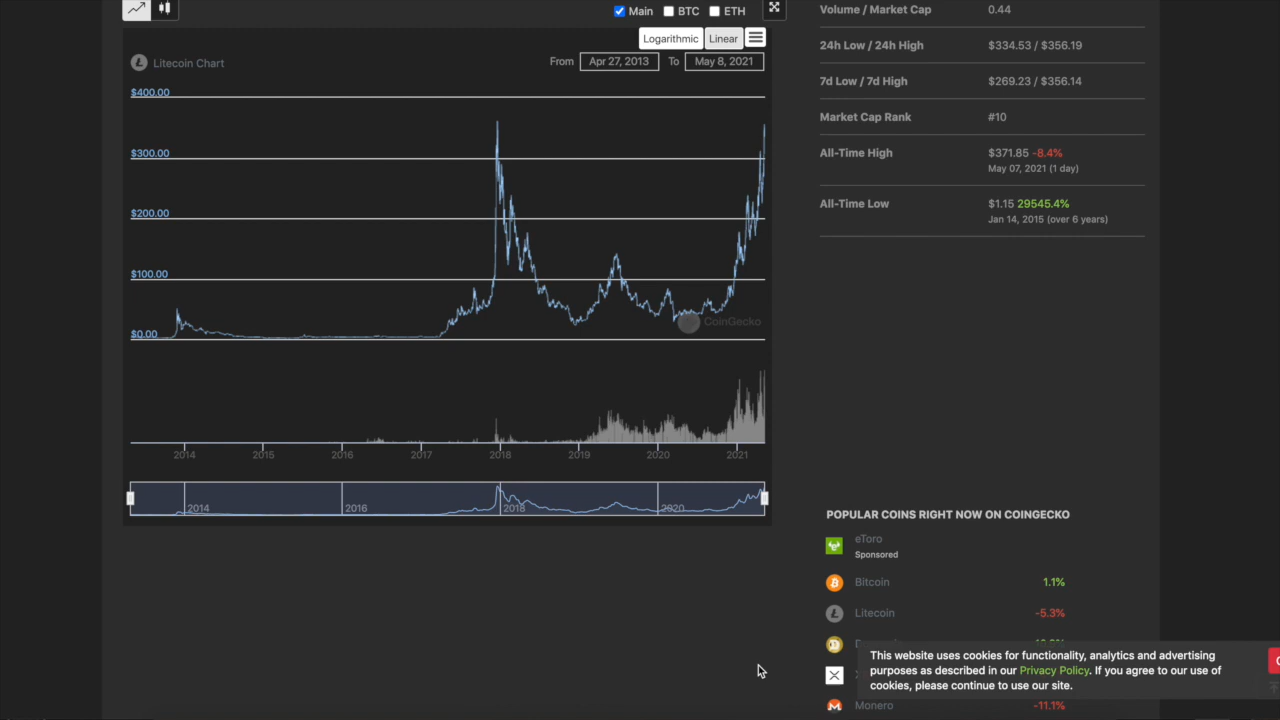 Main
BTC
ETH
Logarithmic
Linear
Litecoin Chart
From
Apr 27, 2013
To
May 8, 2021
$400.00
$300.00
$200.00
$100.00
$0.00
CoinGecko
2014
2015
2016
2017
2018
2019
2020
2021
2014
2016
2018
2020
Volume / Market Cap
0.44
24h Low / 24h High
$334.53 / $356.19
7d Low / 7d High
$269.23 / $356.14
Market Cap Rank
#10
All-Time High
$371.85 -8.4%
May 07, 2021 (1 day)
All-Time Low
$1.15 29545.4%
Jan 14, 2015 (over 6 years)
POPULAR COINS RIGHT NOW ON COINGECKO
eToro
Sponsored
Bitcoin
1.1%
Litecoin
-5.3%
This website uses cookies for functionality, analytics and advertising
purposes as described in our Privacy Policy. If you agree to our use of
cookies, please continue to use our site.
Monero
-11.1%